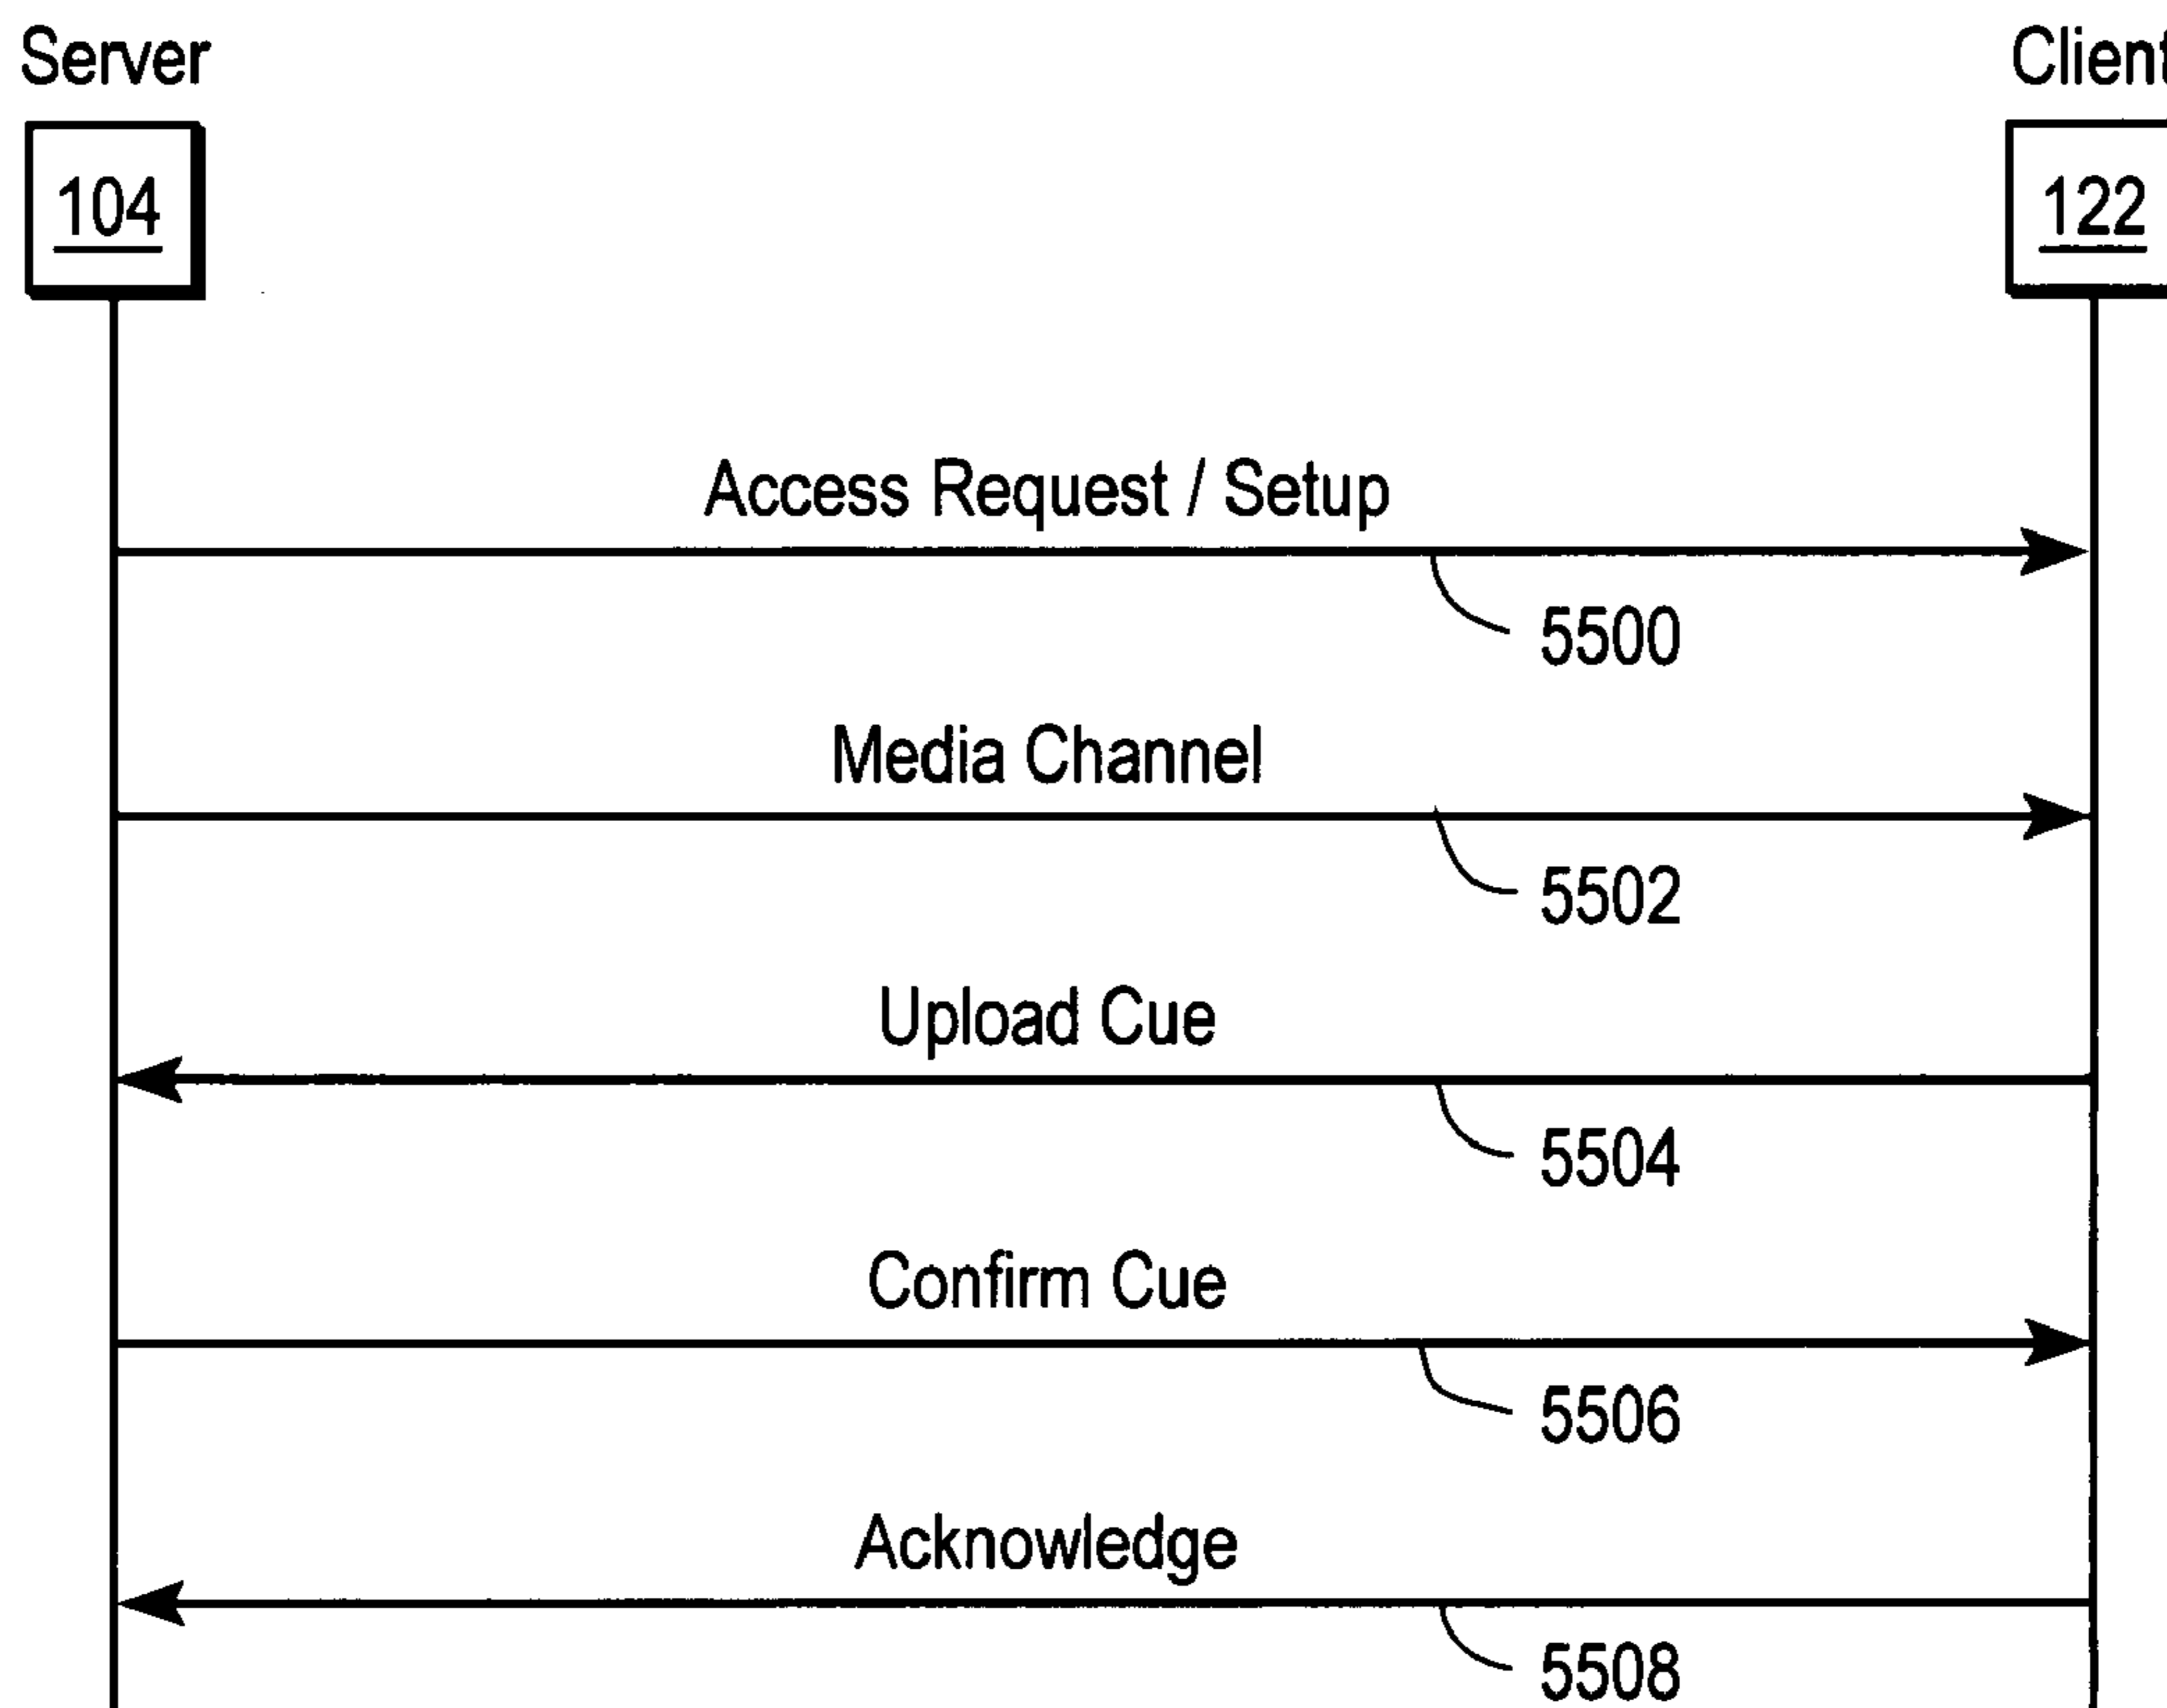 Server
Client
104
122
Access Request / Setup
5500
Media Channel
5502
Upload Cue
5504
Confirm Cue
5506
Acknowledge
5508